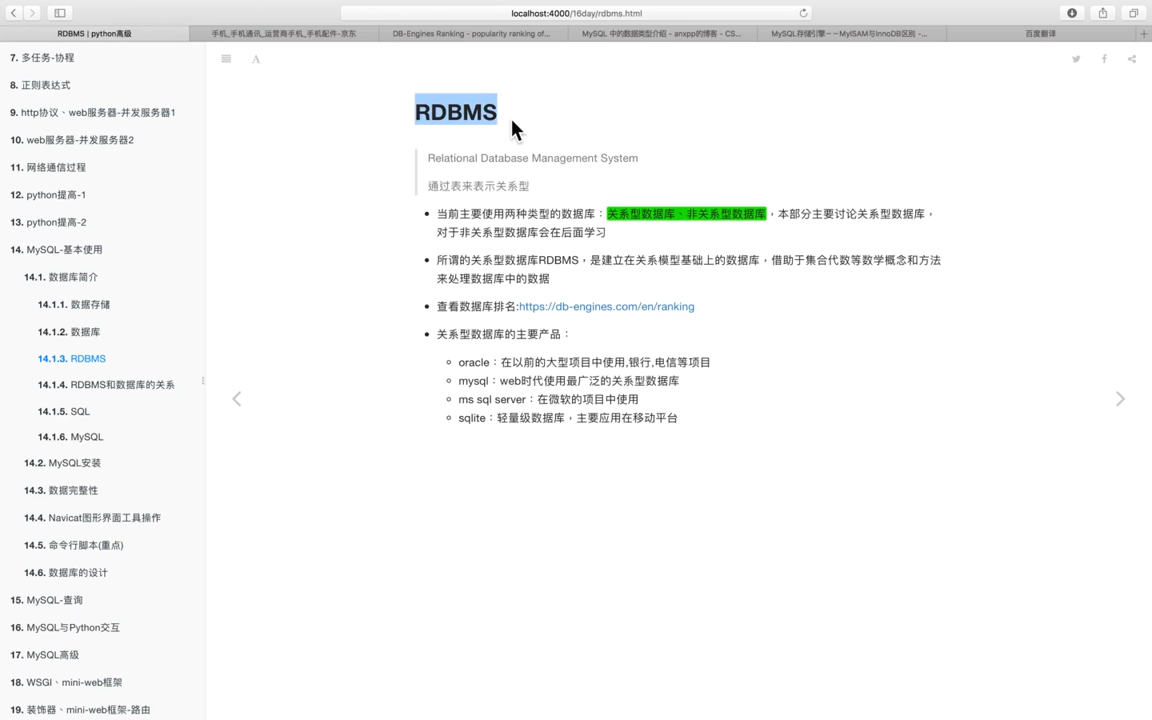 localhost:4000/16day/rdbms.html
RDBMS | python高级
手机_手机通讯_运营商手机_手机配件-京东
DB-Engines Ranking - popularity ranking of...
MySQL 中的数据类型介绍 - anxpp的博客 - CS...
MySQL存储引擎－－MyISAM与InnoDB区别 -...
百度翻译
7. 多任务-协程
8. 正则表达式
9. http协议、web服务器-并发服务器1
10. web服务器-并发服务器2
11. 网络通信过程
12. python提高-1
13. python提高-2
14. MySQL-基本使用
14.1. 数据库简介
14.1.1. 数据存储
14.1.2. 数据库
14.1.3. RDBMS
14.1.4. RDBMS和数据库的关系
14.1.5. SQL
14.1.6. MySQL
14.2. MySQL安装
14.3. 数据完整性
14.4. Navicat图形界面工具操作
14.5. 命令行脚本(重点)
14.6. 数据库的设计
15. MySQL-查询
16. MySQL与Python交互
17. MySQL高级
18. WSGI、mini-web框架
19. 装饰器、mini-web框架-路由
A
RDBMS
Relational Database Management System
通过表来表示关系型
当前主要使用两种类型的数据库：关系型数据库、非关系型数据库，本部分主要讨论关系型数据库，
对于非关系型数据库会在后面学习
所谓的关系型数据库RDBMS，是建立在关系模型基础上的数据库，借助于集合代数等数学概念和方法
来处理数据库中的数据
查看数据库排名:https://db-engines.com/en/ranking
关系型数据库的主要产品：
oracle：在以前的大型项目中使用,银行,电信等项目
mysql：web时代使用最广泛的关系型数据库
ms sql server：在微软的项目中使用
sqlite：轻量级数据库，主要应用在移动平台